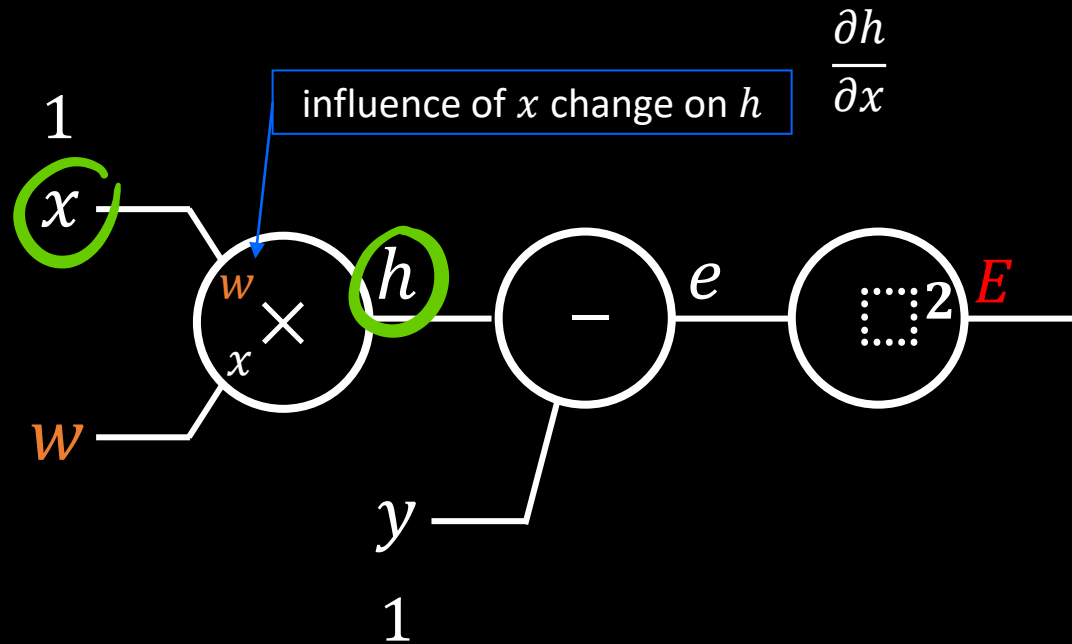 ∂h
∂x
influence of x change on h
1
x
w
×
x
h
−
e
2
E
w
y
1